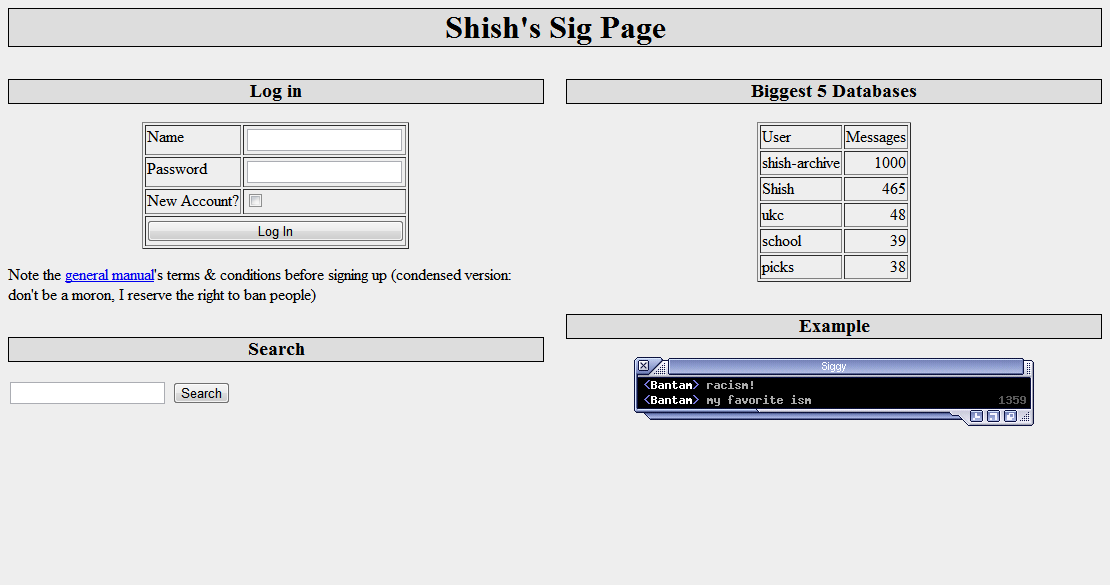 Shish's Sig Page
Log in
Name
Password
New Account?
Log In
Note the general manual's terms & conditions before signing up (condensed version:
don't be a moron, I reserve the right to ban people)
Search
Search
Biggest 5 Databases
User Messages
shish-archive 1000
Shish 465
ukc 48
school 39
picks 38
Example
Siggy
<Bantam> racism!
<Bantam> my favorite ism 1359